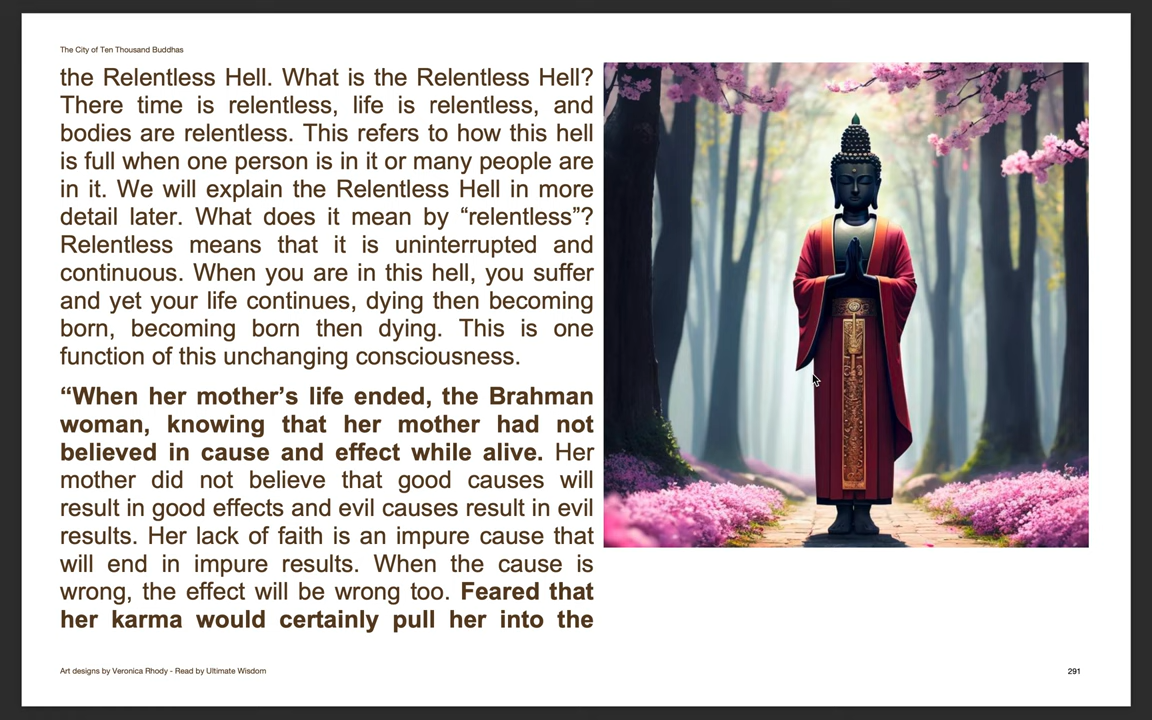 The City of Ten Thousand Buddhas
the Relentless Hell. What is the Relentless Hell?
There time is relentless, life is relentless, and
bodies are relentless. This refers to how this hell
is full when one person is in it or many people are
in it. We will explain the Relentless Hell in more
detail later. What does it mean by “relentless”?
Relentless means that it is uninterrupted and
continuous. When you are in this hell, you suffer
and yet your life continues, dying then becoming
born, becoming born then dying. This is one
function of this unchanging consciousness.
“When her mother’s life ended, the Brahman
woman, knowing that her mother had not
believed in cause and effect while alive. Her
mother did not believe that good causes will
result in good effects and evil causes result in evil
results. Her lack of faith is an impure cause that
will end in impure results. When the cause is
wrong, the effect will be wrong too. Feared that
her karma would certainly pull her into the
Art designs by Veronica Rhody - Read by Ultimate Wisdom
291